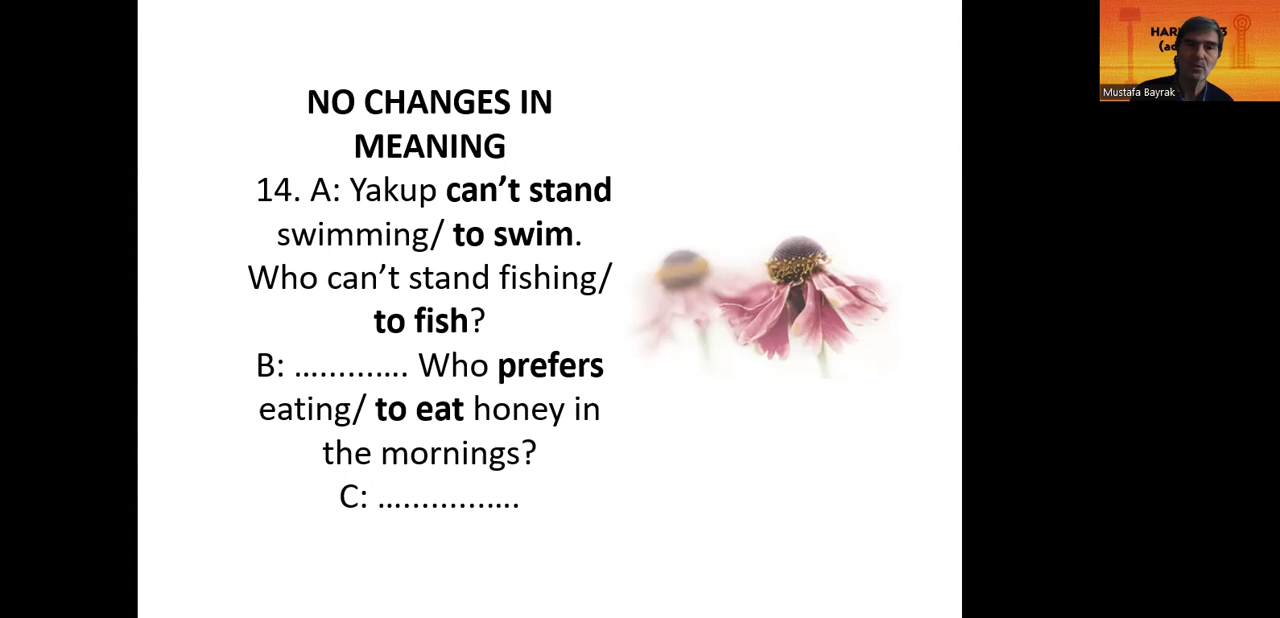 NO CHANGES IN
MEANING
14. A: Yakup can’t stand
swimming/ to swim.
Who can’t stand fishing/
to fish?
B: …......…. Who prefers
eating/ to eat honey in
the mornings?
C: …..........….
Mustafa Bayrak